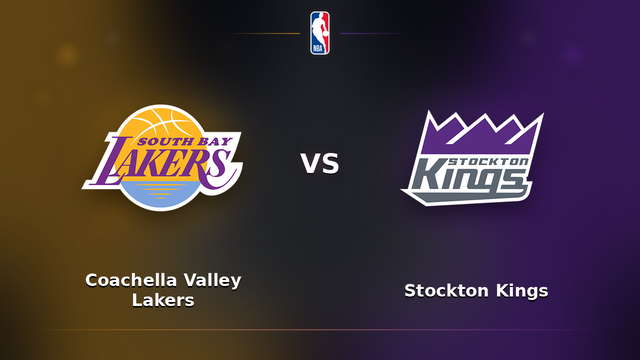 NBA
SOUTH BAY
LAKERS
VS
STOCKTON
Kings
Coachella Valley
Lakers
Stockton Kings